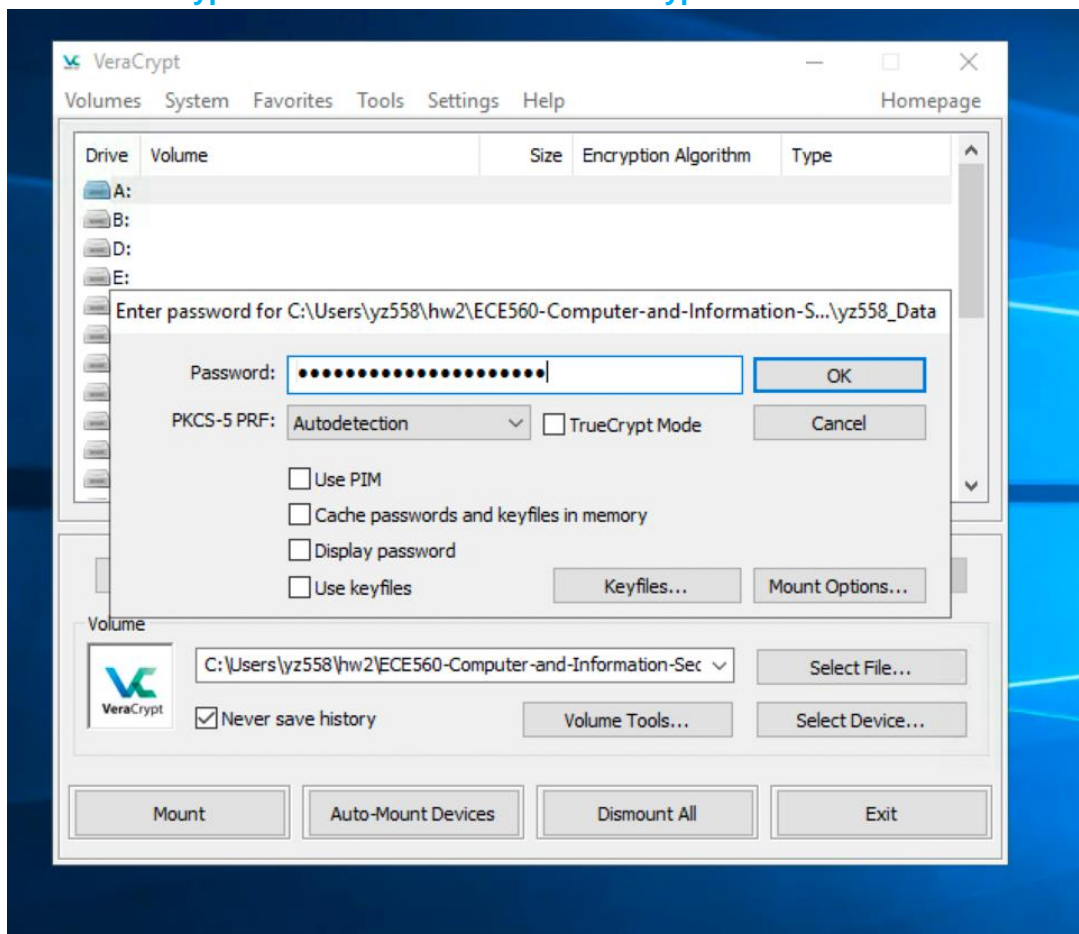 VeraCrypt
Volumes System Favorites Tools Settings Help Homepage
Drive Volume Size Encryption Algorithm Type
A:
B:
D:
E:
Enter password for C:\Users\yz558\hw2\ECE560-Computer-and-Information-S...\yz558_Data
Password: ●●●●●●●●●●●●●●●●●●●●● OK
PKCS-5 PRF: Autodetection TrueCrypt Mode Cancel
Use PIM
Cache passwords and keyfiles in memory
Display password
Use keyfiles Keyfiles... Mount Options...
Volume
C:\Users\yz558\hw2\ECE560-Computer-and-Information-Sec Select File...
VeraCrypt
Never save history Volume Tools... Select Device...
Mount Auto-Mount Devices Dismount All Exit